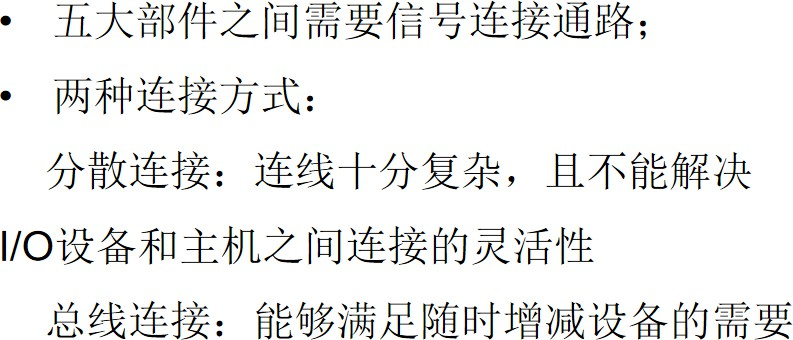 • 五大部件之间需要信号连接通路；
• 两种连接方式：
分散连接：连线十分复杂，且不能解决
I/O设备和主机之间连接的灵活性
总线连接：能够满足随时增减设备的需要